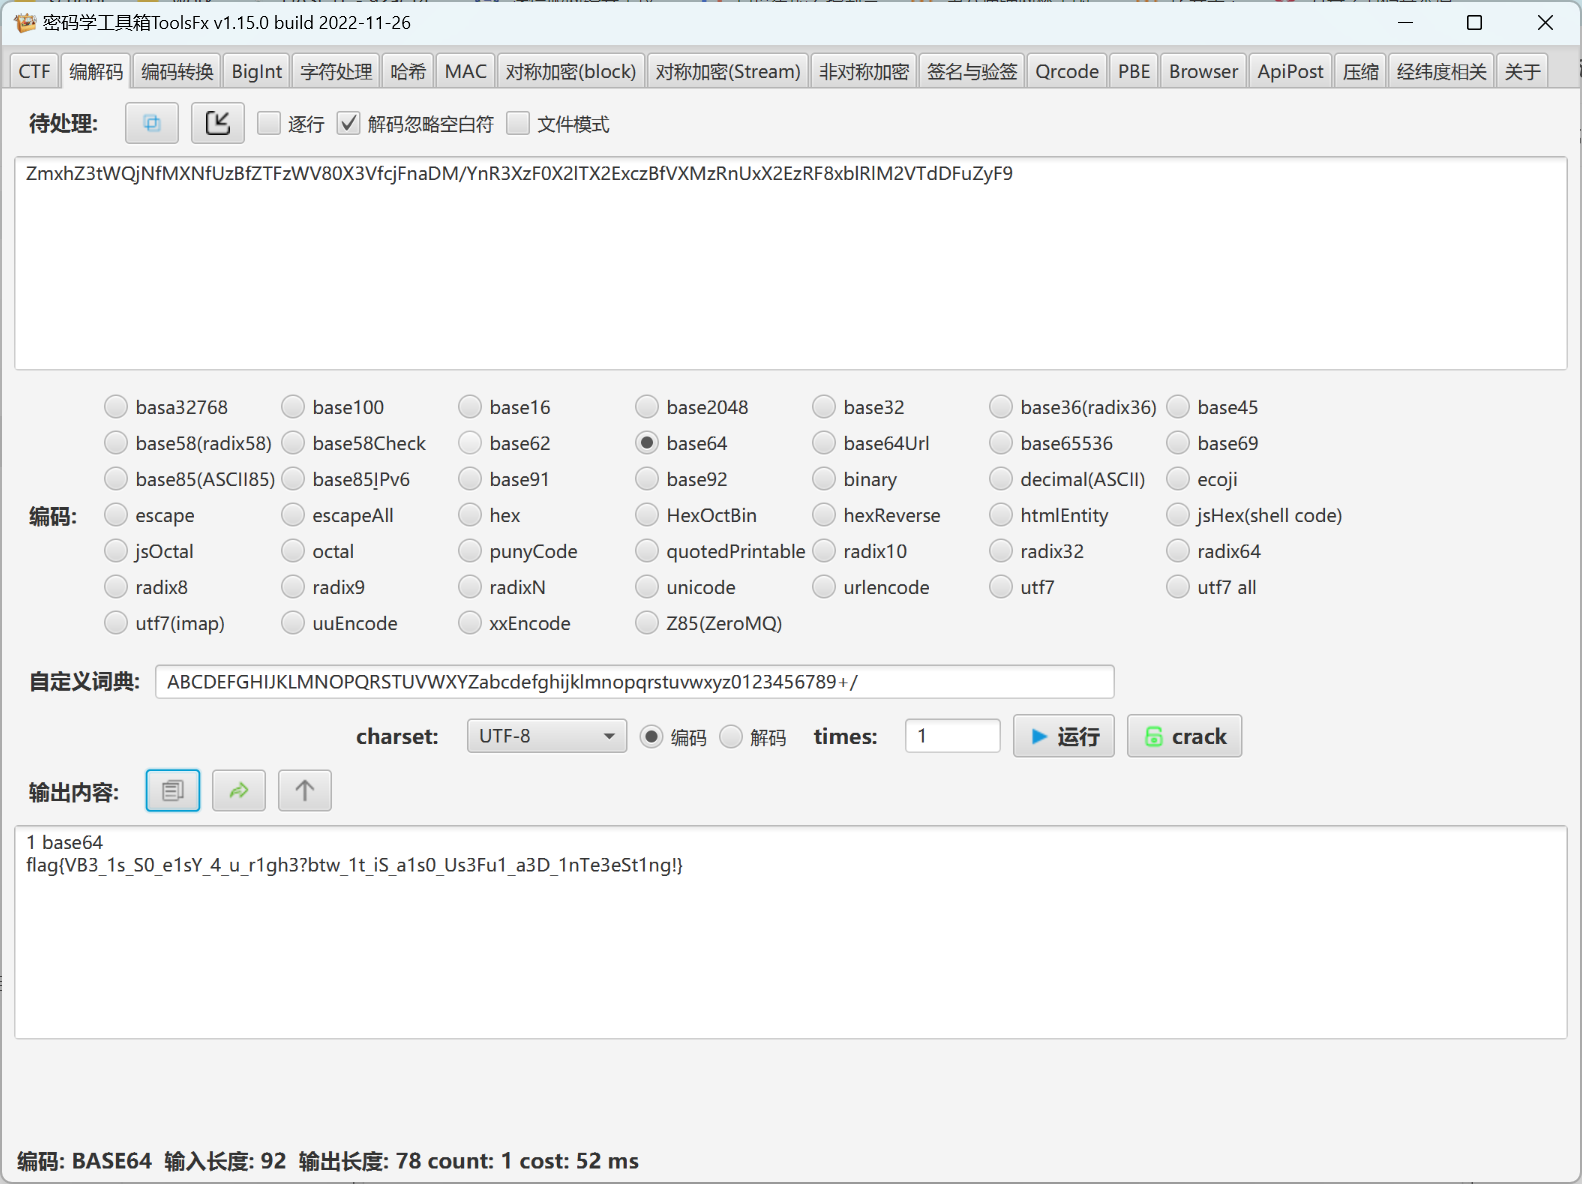 密码学工具箱ToolsFx v1.15.0 build 2022-11-26
CTF 编解码 编码转换 BigInt 字符处理 哈希 MAC 对称加密(block) 对称加密(Stream) 非对称加密 签名与验签 Qrcode PBE Browser ApiPost 压缩 经纬度相关 关于
待处理: 逐行 解码忽略空白符 文件模式
ZmxhZ3tWQjNfMXNfUzBfZTFzWV80X3VfcjFnaDM/YnR3XzF0X2lTX2ExczBfVXMzRnUxX2EzRF8xblRlM2VTdDFuZyF9
basa32768 base100 base16 base2048 base32 base36(radix36) base45
base58(radix58) base58Check base62 base64 base64Url base65536 base69
base85(ASCII85) base85IPv6 base91 base92 binary decimal(ASCII) ecoji
编码: escape escapeAll hex HexOctBin hexReverse htmlEntity jsHex(shell code)
jsOctal octal punyCode quotedPrintable radix10 radix32 radix64
radix8 radix9 radixN unicode urlencode utf7 utf7 all
utf7(imap) uuEncode xxEncode Z85(ZeroMQ)
自定义词典: ABCDEFGHIJKLMNOPQRSTUVWXYZabcdefghijklmnopqrstuvwxyz0123456789+/
charset: UTF-8 编码 解码 times: 1 运行 crack
输出内容:
1 base64
flag{VB3_1s_S0_e1sY_4_u_r1gh3?btw_1t_iS_a1s0_Us3Fu1_a3D_1nTe3eSt1ng!}
编码: BASE64 输入长度: 92 输出长度: 78 count: 1 cost: 52 ms